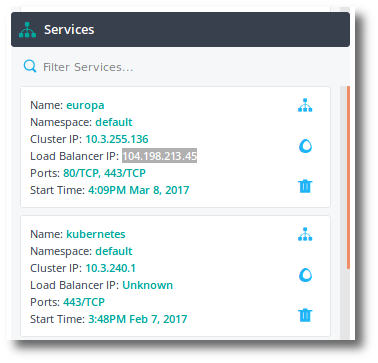 Services
Filter Services...
Name: europa
Namespace: default
Cluster IP: 10.3.255.136
Load Balancer IP: 104.198.213.45
Ports: 80/TCP, 443/TCP
Start Time: 4:09PM Mar 8, 2017
Name: kubernetes
Namespace: default
Cluster IP: 10.3.240.1
Load Balancer IP: Unknown
Ports: 443/TCP
Start Time: 3:48PM Feb 7, 2017